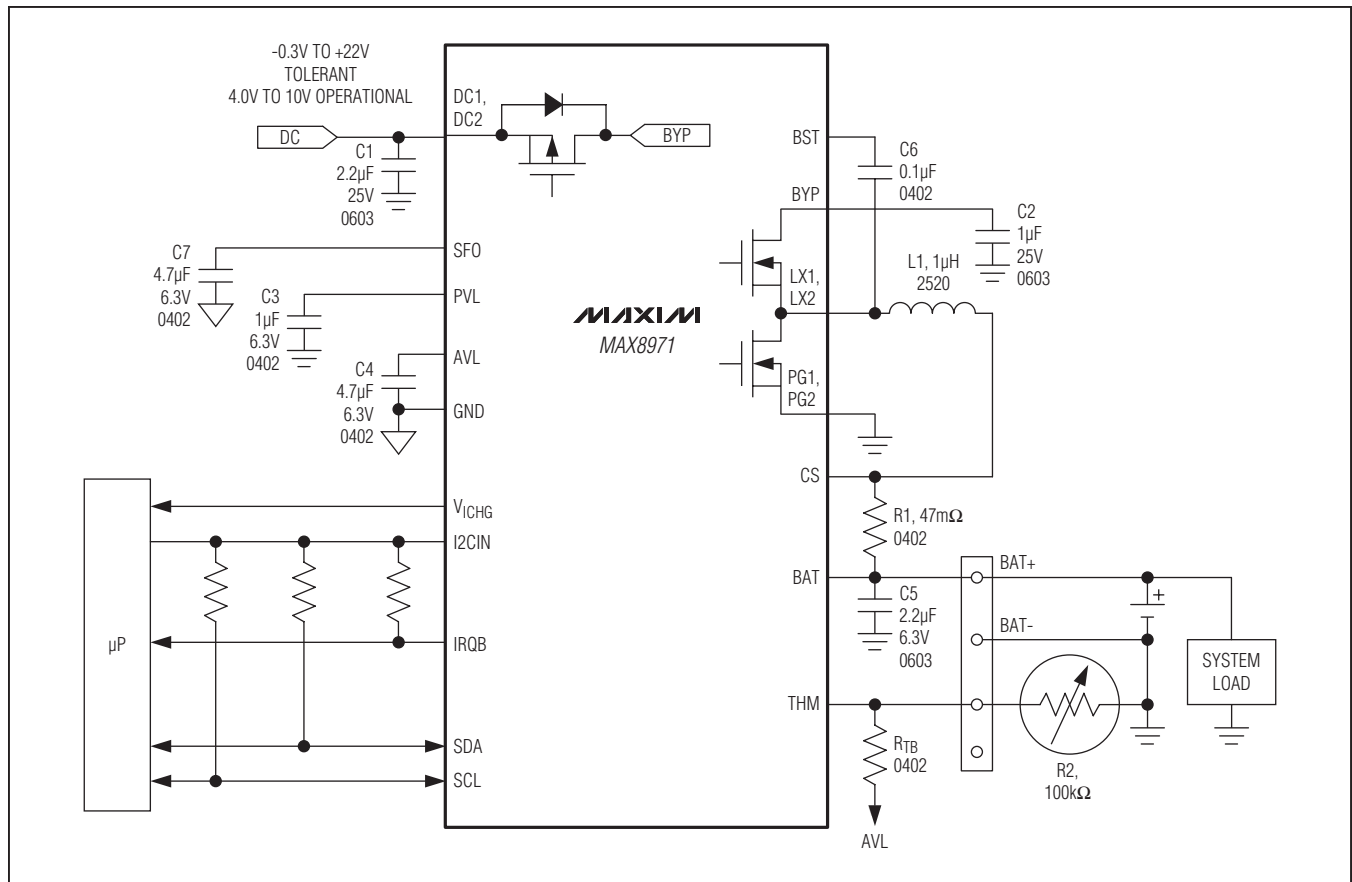 -0.3V TO +22V
TOLERANT
4.0V TO 10V OPERATIONAL
DC
C1
2.2µF
25V
0603
DC1,
DC2
BYP
BST
C6
0.1µF
0402
BYP
C2
1µF
25V
0603
L1, 1µH
2520
LX1,
LX2
PG1,
PG2
C7
4.7µF
6.3V
0402
SFO
C3
1µF
6.3V
0402
PVL
C4
4.7µF
6.3V
0402
AVL
GND
MAXIM
MAX8971
CS
R1, 47mΩ
0402
µP
VICHG
I2CIN
IRQB
SDA
SCL
BAT
C5
2.2µF
6.3V
0603
BAT+
+
BAT-
SYSTEM
LOAD
THM
RTB
0402
AVL
R2,
100kΩ